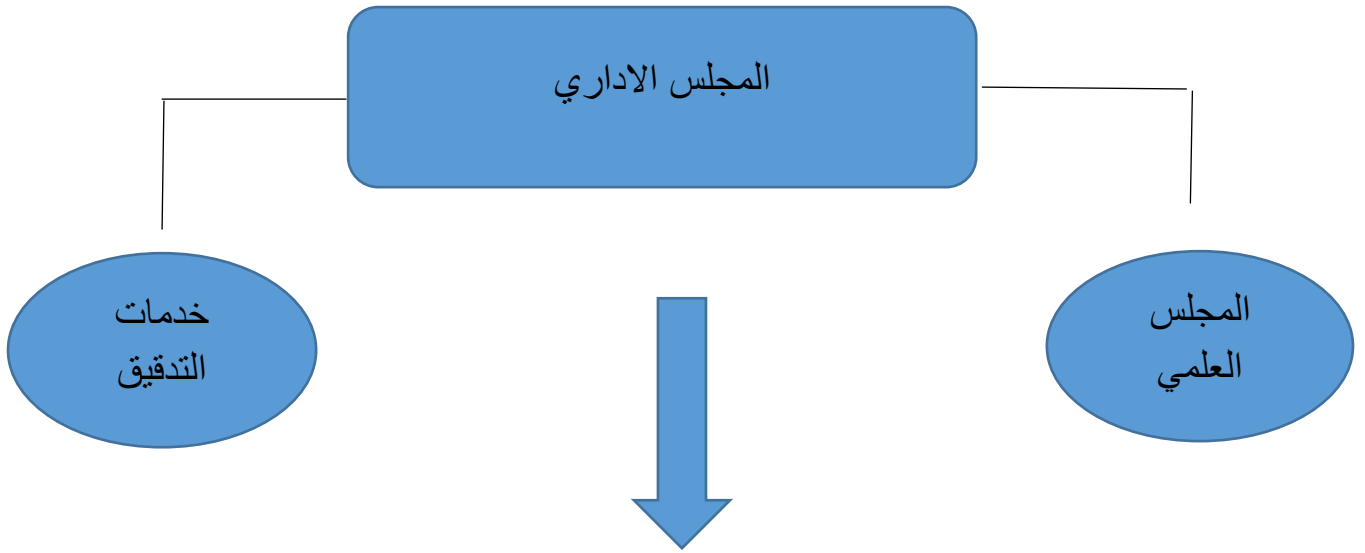 المجلس الاداري
المجلس
العلمي
خدمات
التدقيق